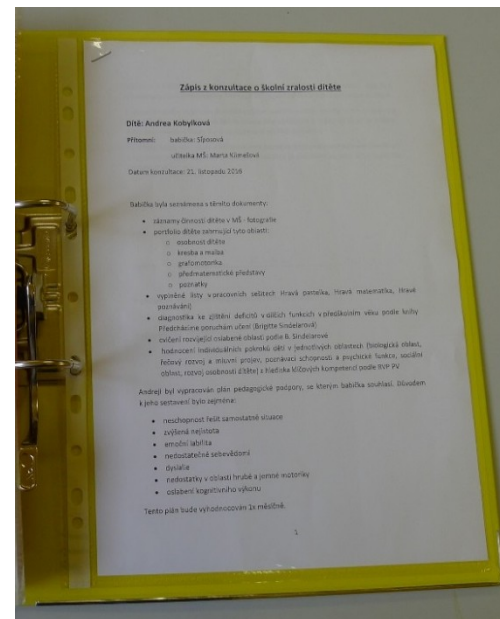 Zápis z konzultace o školní zralosti dítěte
Dítě: Andrea Kobylková
Přítomni: babička: Šíposová
učitelka MŠ: Marta Klimešová
Datum konzultace: 21. listopadu 2016
Babička byla seznámena s těmito dokumenty:
• záznamy činnosti dítěte v MŠ - fotografie
• portfolio dítěte zahrnující tyto oblasti:
o osobnost dítěte
o kresba a malba
o grafomotorika
o předmatematické představy
o poznatky
• vyplněné listy v pracovních sešitech Hravá pastelka, Hravá matematika, Hravé
poznávání
• diagnostika ke zjištění deficitů v dílčích funkcích v předškolním věku podle knihy
Předcházíme poruchám učení (Brigitte Sindelarová)
• cvičení rozvíjející oslabené oblasti podle B. Sindelarové
• hodnocení individuálních pokroků dětí v jednotlivých oblastech (biologická oblast,
řečový rozvoj a mluvní projev, poznávací schopnosti a psychické funkce, sociální
oblast, rozvoj osobnosti dítěte) z hlediska klíčových kompetencí podle RVP PV
Andreji byl vypracován plán pedagogické podpory, se kterým babička souhlasí. Důvodem
k jeho sestavení bylo zejména:
• neschopnost řešit samostatně situace
• zvýšená nejistota
• emoční labilita
• nedostatečné sebevědomí
• dyslalie
• nedostatky v oblasti hrubé a jemné motoriky
• oslabení kognitivního výkonu
Tento plán bude vyhodnocován 1x měsíčně.
1